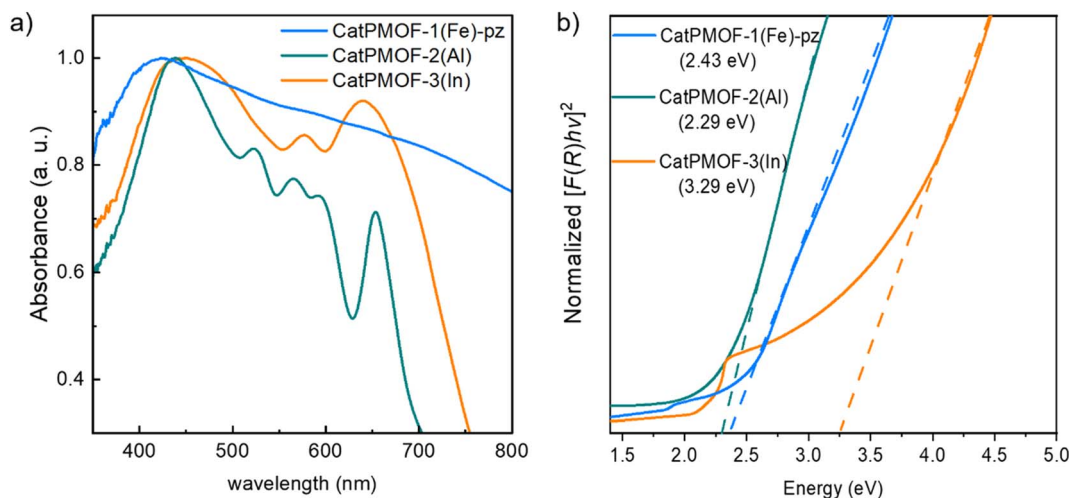 a)
CatPMOF-1(Fe)-pz
CatPMOF-2(Al)
CatPMOF-3(In)
1.0
0.8
0.6
0.4
Absorbance (a. u.)
400
500
600
700
800
wavelength (nm)
b)
CatPMOF-1(Fe)-pz
(2.43 eV)
CatPMOF-2(Al)
(2.29 eV)
CatPMOF-3(In)
(3.29 eV)
Normalized [F(R)hν]²
1.5
2.0
2.5
3.0
3.5
4.0
4.5
5.0
Energy (eV)